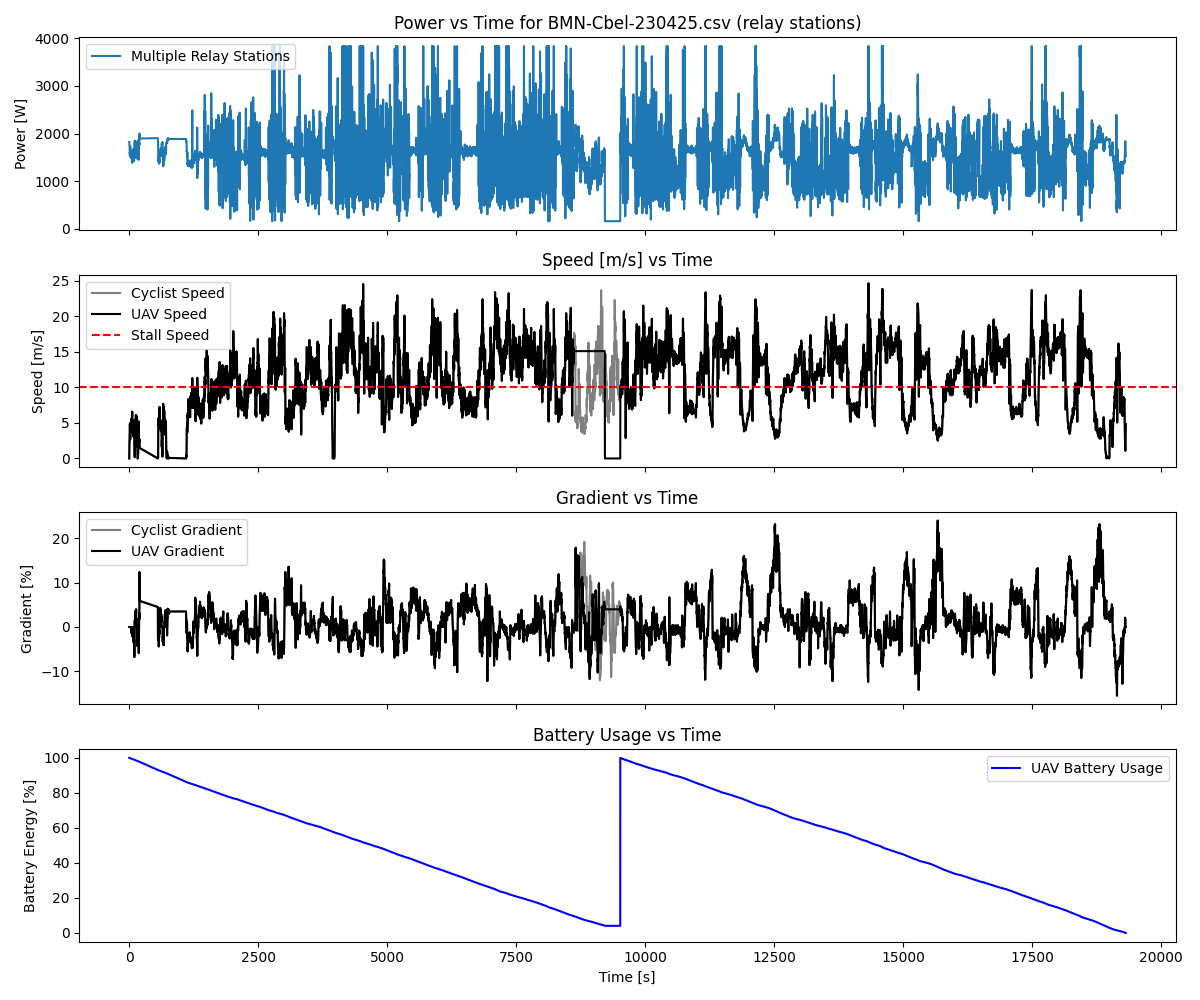 Power vs Time for BMN-Cbel-230425.csv (relay stations)
4000
3000
2000
1000
0
Power [W]
Multiple Relay Stations
Speed [m/s] vs Time
25
20
15
10
5
0
Speed [m/s]
Cyclist Speed
UAV Speed
Stall Speed
Gradient vs Time
20
10
0
−10
Gradient [%]
Cyclist Gradient
UAV Gradient
Battery Usage vs Time
100
80
60
40
20
0
Battery Energy [%]
UAV Battery Usage
0 2500 5000 7500 10000 12500 15000 17500 20000
Time [s]